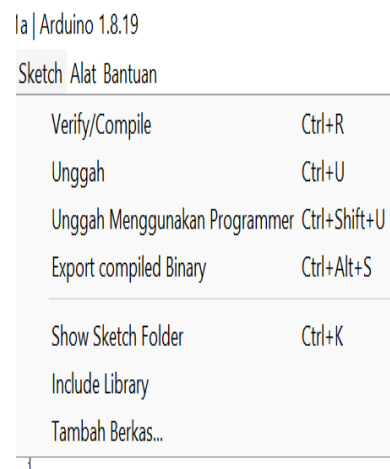 la | Arduino 1.8.19
Sketch Alat Bantuan
Verify/Compile Ctrl+R
Unggah Ctrl+U
Unggah Menggunakan Programmer Ctrl+Shift+U
Export compiled Binary Ctrl+Alt+S
Show Sketch Folder Ctrl+K
Include Library
Tambah Berkas...